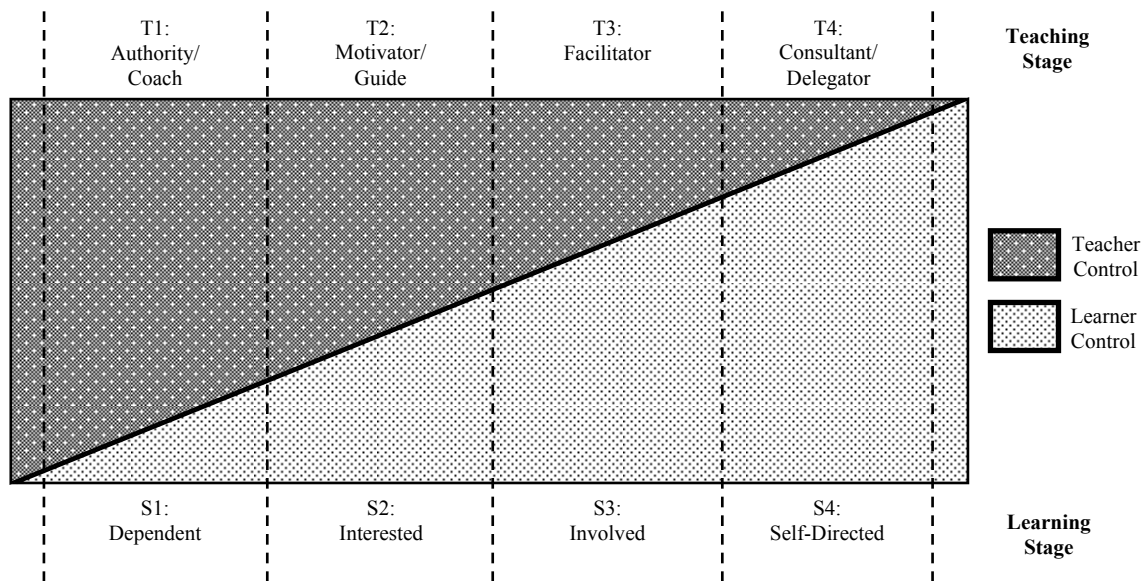 T1:
Authority/
Coach
T2:
Motivator/
Guide
T3:
Facilitator
T4:
Consultant/
Delegator
Teaching
Stage
Teacher
Control
Learner
Control
S1:
Dependent
S2:
Interested
S3:
Involved
S4:
Self-Directed
Learning
Stage